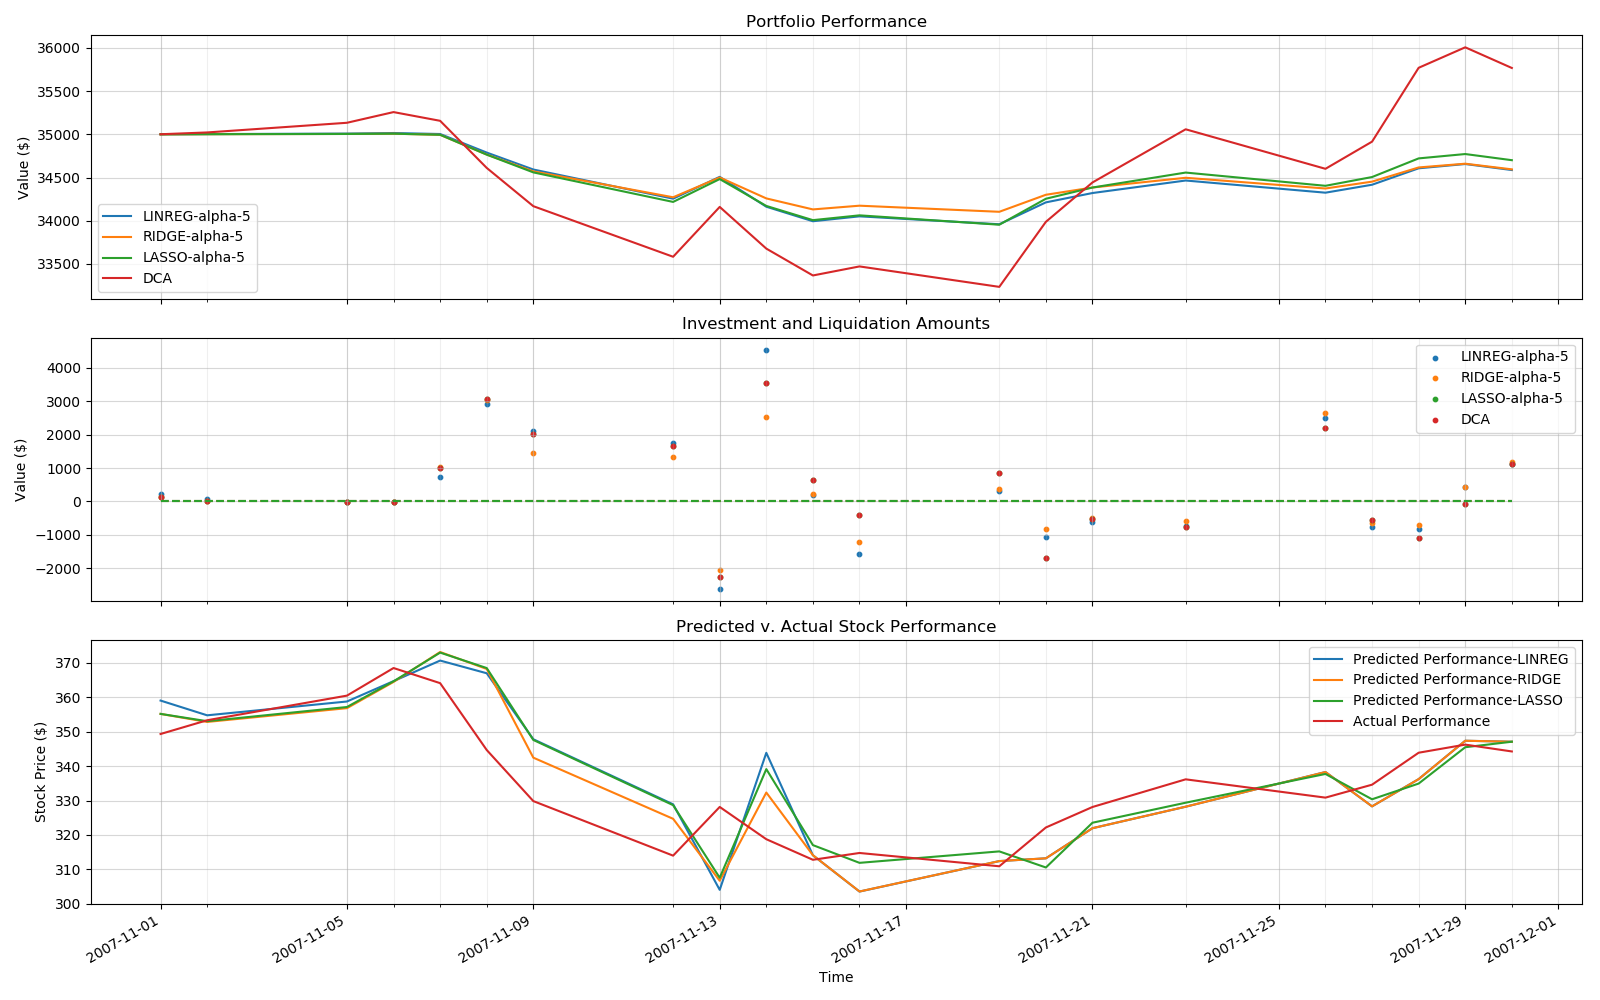 Portfolio Performance
36000
35500
35000
34500
34000
33500
Value ($)
LINREG-alpha-5
RIDGE-alpha-5
LASSO-alpha-5
DCA
Investment and Liquidation Amounts
4000
3000
2000
1000
0
−1000
−2000
Value ($)
LINREG-alpha-5
RIDGE-alpha-5
LASSO-alpha-5
DCA
Predicted v. Actual Stock Performance
370
360
350
340
330
320
310
300
Stock Price ($)
Predicted Performance-LINREG
Predicted Performance-RIDGE
Predicted Performance-LASSO
Actual Performance
2007-11-01
2007-11-05
2007-11-09
2007-11-13
2007-11-17
2007-11-21
2007-11-25
2007-11-29
2007-12-01
Time